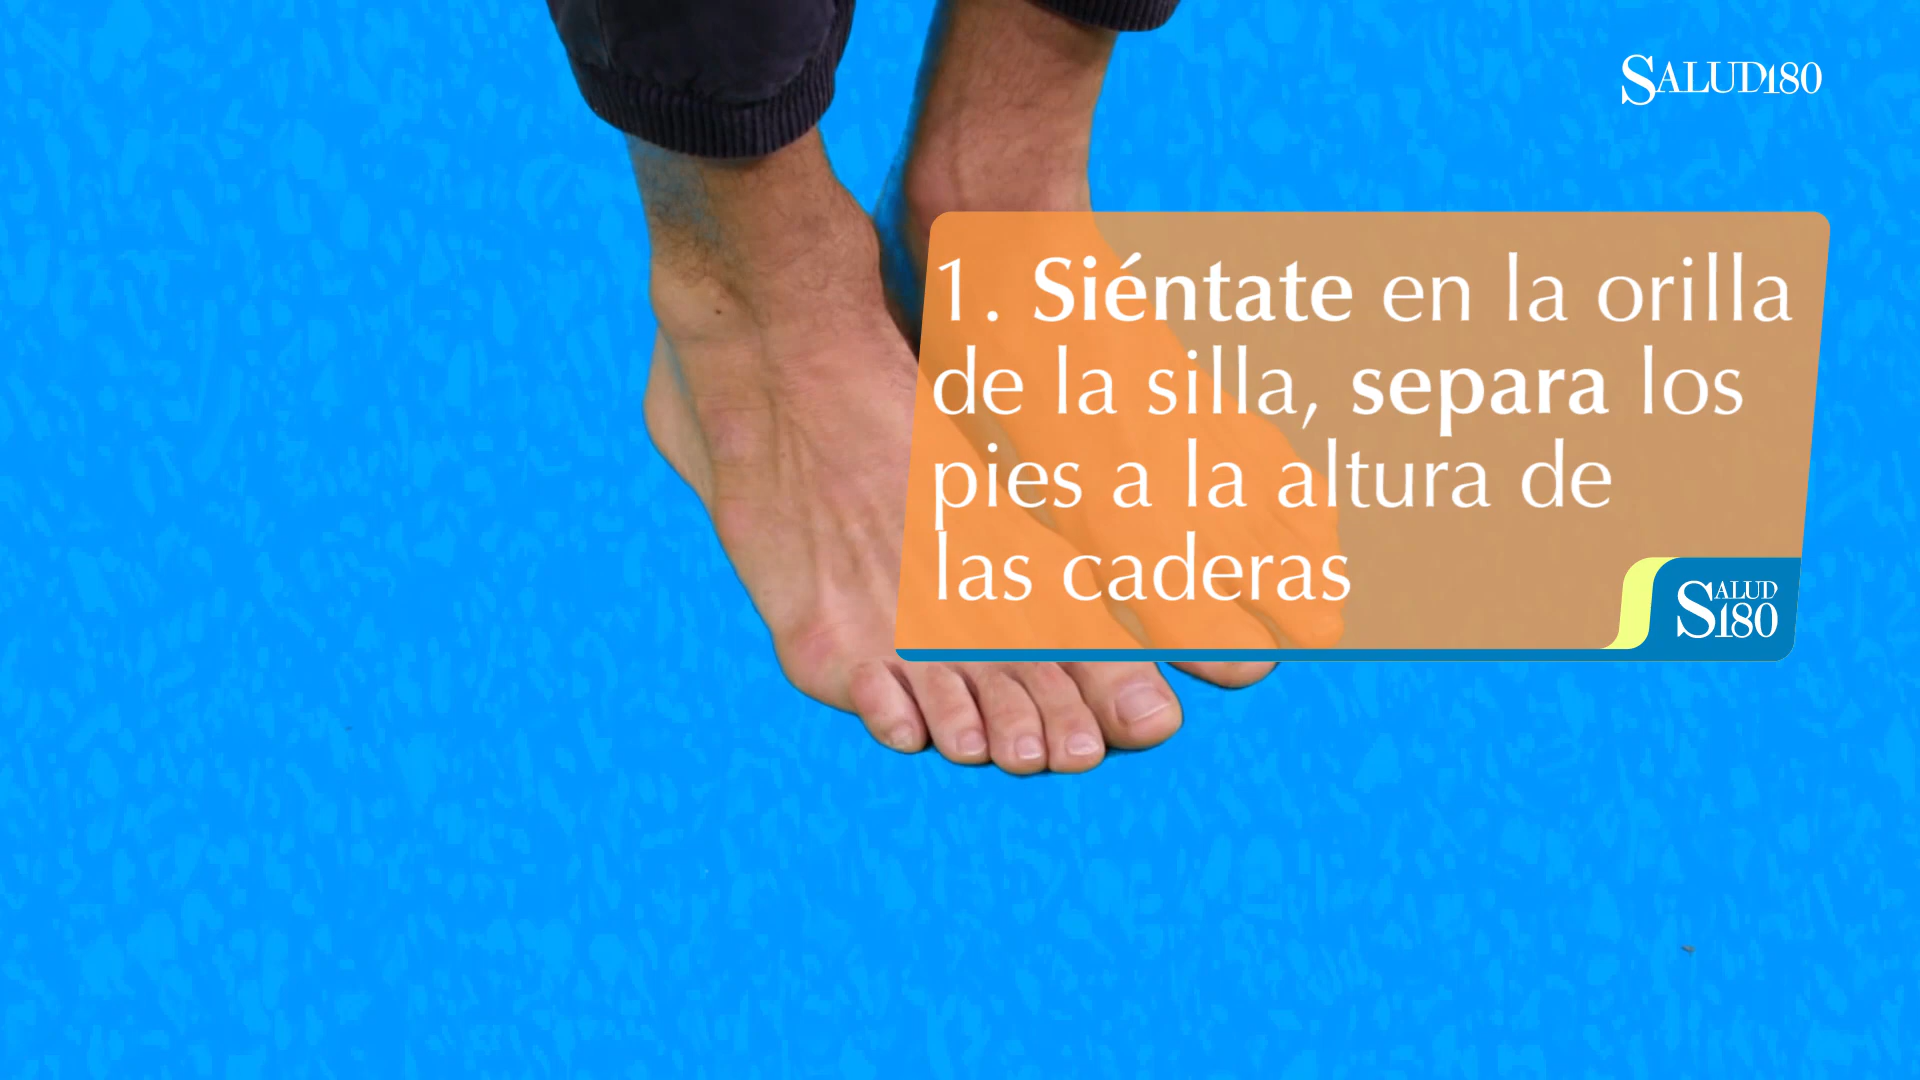 SALUD180
1. Siéntate en la orilla
de la silla, separa los
pies a la altura de
las caderas
SALUD
180